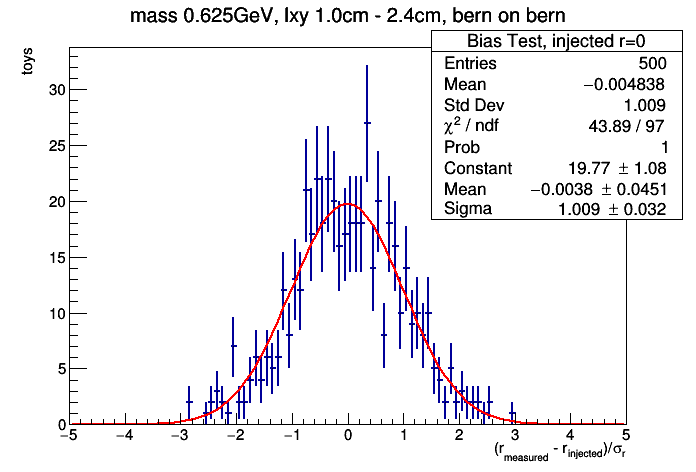 mass 0.625GeV, lxy 1.0cm - 2.4cm, bern on bern
toys
Bias Test, injected r=0
Entries 500
Mean −0.004838
Std Dev 1.009
χ² / ndf 43.89 / 97
Prob 1
Constant 19.77 ± 1.08
Mean −0.0038 ± 0.0451
Sigma 1.009 ± 0.032
30
25
20
15
10
5
0
−5 −4 −3 −2 −1 0 1 2 3 4 5
(r_measured - r_injected)/σ_r